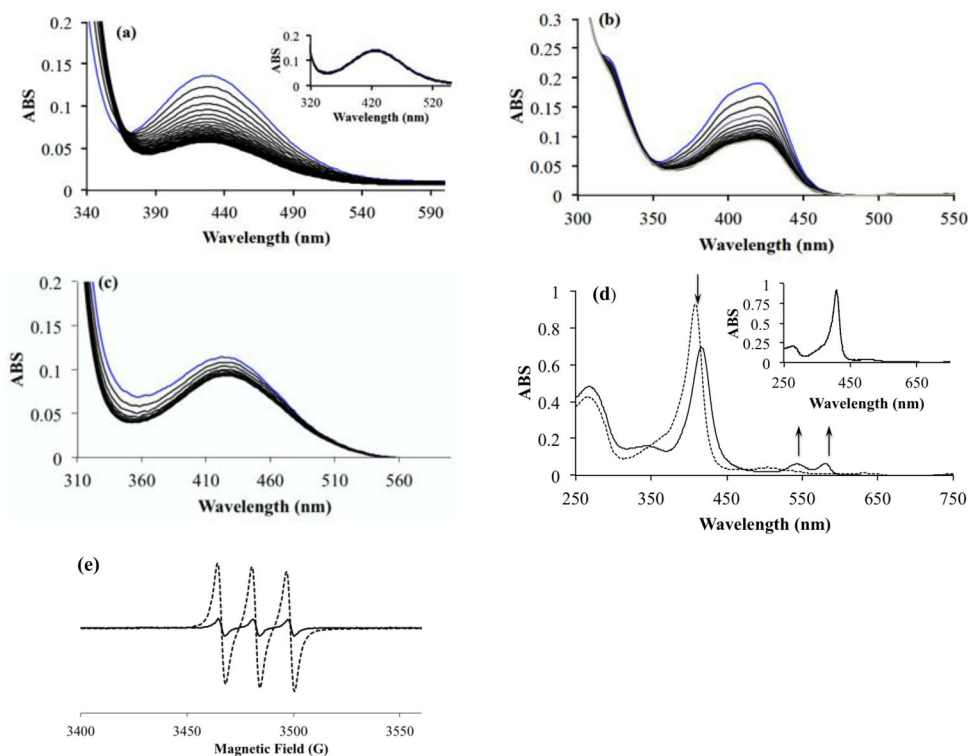 (a)
0.2
0.15
0.1
0.05
0
ABS
340 390 440 490 540 590
Wavelength (nm)
0.2
0.1
0.0
ABS
320 420 520
Wavelength (nm)
(b)
0.3
0.25
0.2
0.15
0.1
0.05
0
ABS
300 350 400 450 500 550
Wavelength (nm)
(c)
0.2
0.15
0.1
0.05
0
ABS
310 360 410 460 510 560
Wavelength (nm)
(d)
1
0.8
0.6
0.4
0.2
0
ABS
250 350 450 550 650 750
Wavelength (nm)
1
0.75
0.5
0.25
0
ABS
250 450 650
Wavelength (nm)
(e)
3400 3450 3500 3550
Magnetic Field (G)